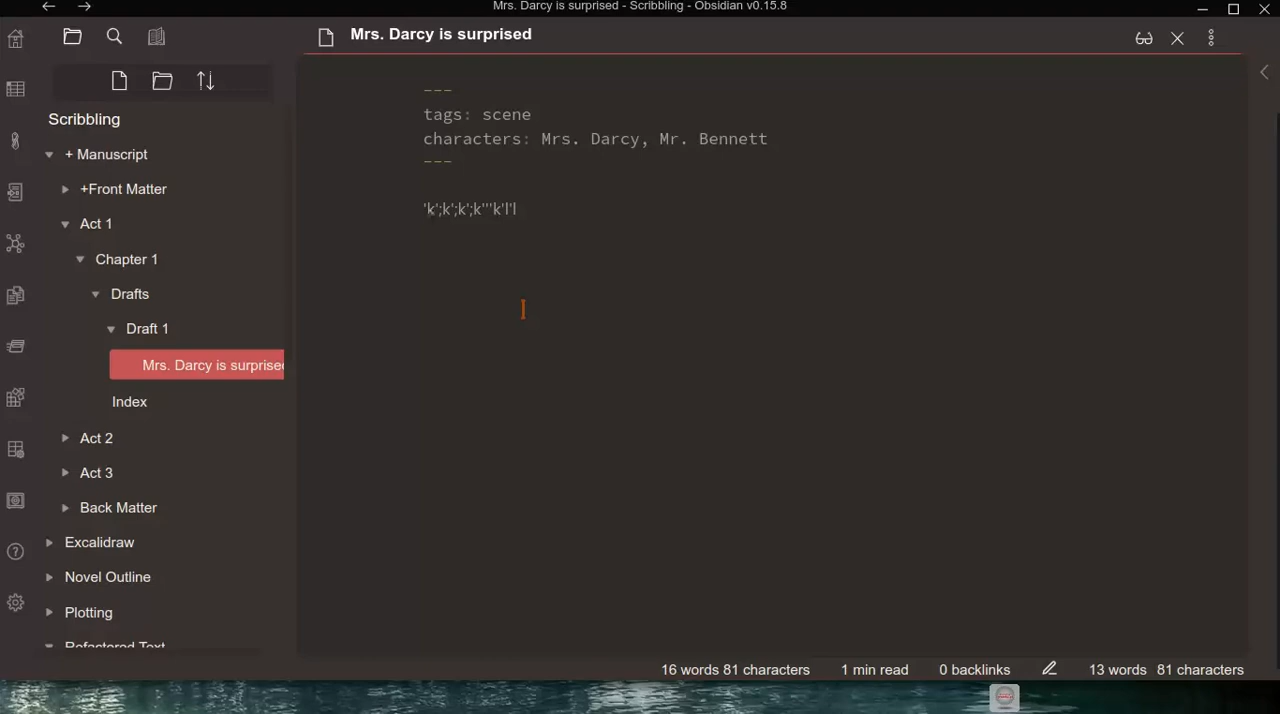 Mrs. Darcy is surprised - Scribbling - Obsidian v0.15.8
Mrs. Darcy is surprised
Scribbling
+ Manuscript
+Front Matter
Act 1
Chapter 1
Drafts
Draft 1
Mrs. Darcy is surprised
Index
Act 2
Act 3
Back Matter
Excalidraw
Novel Outline
Plotting
Refactored Text
---
tags: scene
characters: Mrs. Darcy, Mr. Bennett
---
'k';k';k';k'''k'l'l
16 words 81 characters
1 min read
0 backlinks
13 words
81 characters